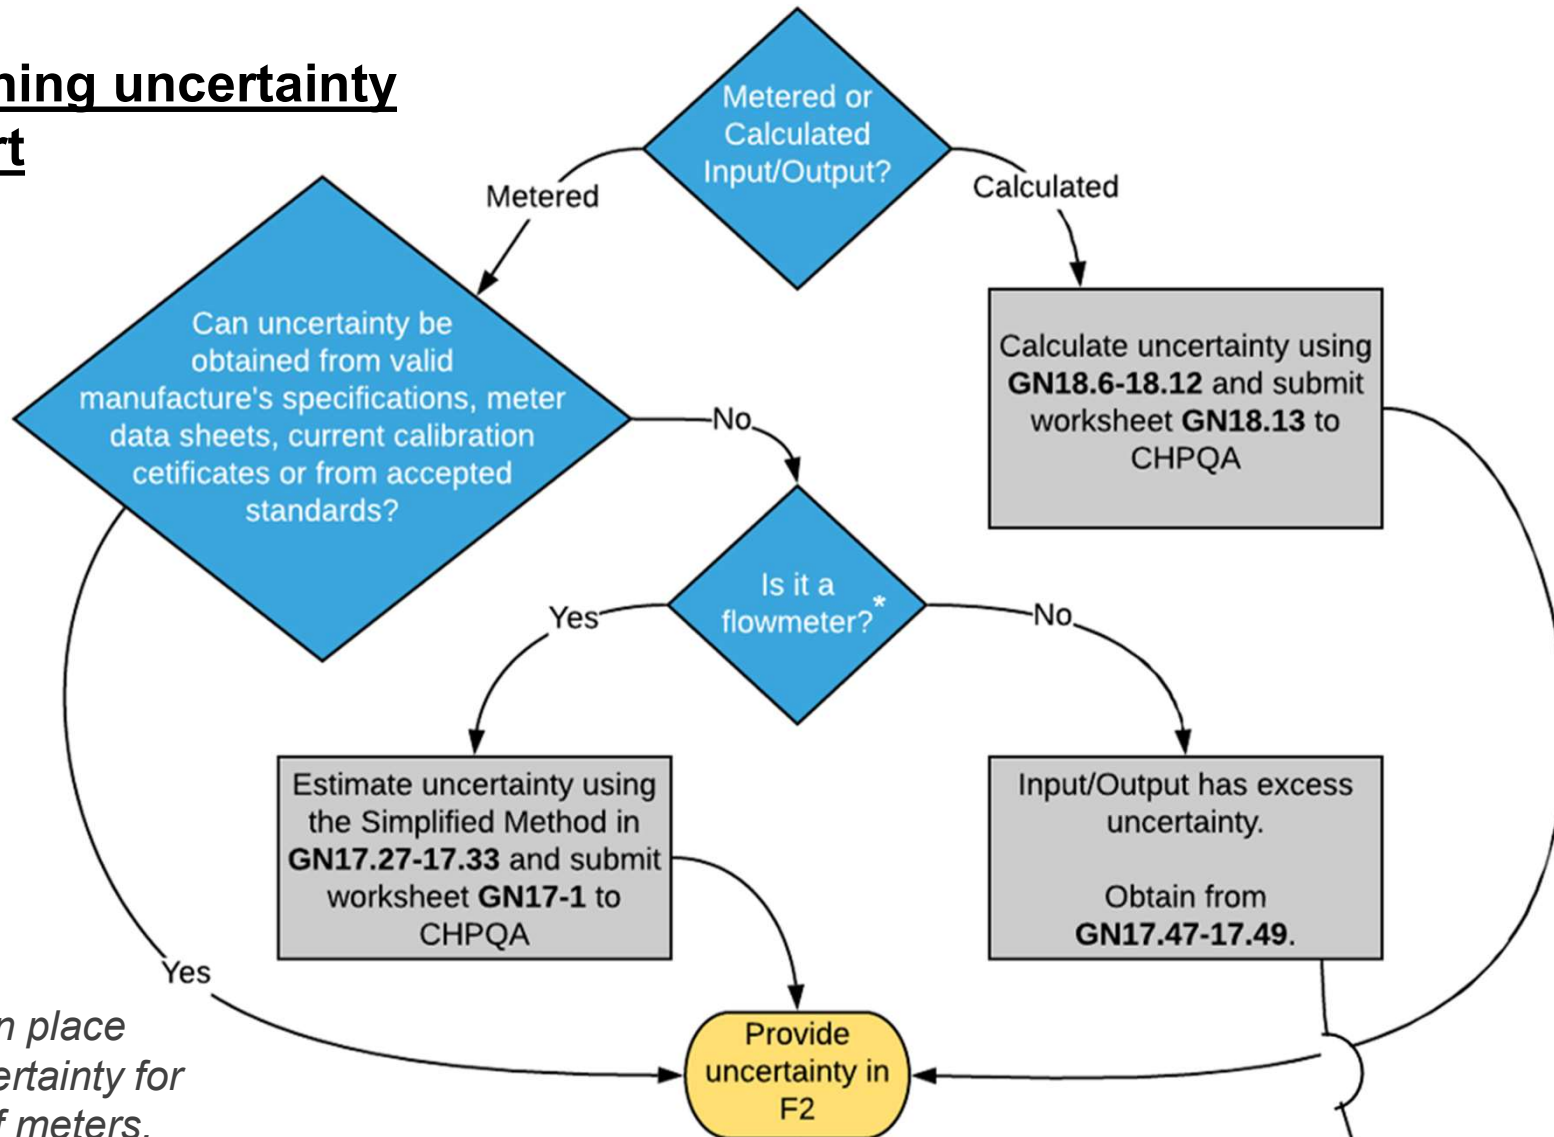 ning uncertainty
rt
Metered or
Calculated
Input/Output?
Metered
Calculated
Can uncertainty be
obtained from valid
manufacture's specifications, meter
data sheets, current calibration
cetificates or from accepted
standards?
No
Calculate uncertainty using
GN18.6-18.12 and submit
worksheet GN18.13 to
CHPQA
Is it a
flowmeter?*
Yes
No
Estimate uncertainty using
the Simplified Method in
GN17.27-17.33 and submit
worksheet GN17-1 to
CHPQA
Input/Output has excess
uncertainty.
Obtain from
GN17.47-17.49.
Yes
n place
ertainty for
f meters.
Provide
uncertainty in
F2